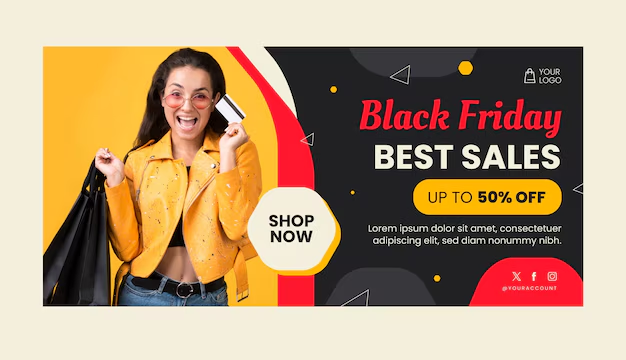 YOUR
LOGO
Black Friday
BEST SALES
UP TO 50% OFF
SHOP
NOW
Lorem ipsum dolor sit amet, consectetuer
adipiscing elit, sed diam nonummy nibh.
@YOURACCOUNT